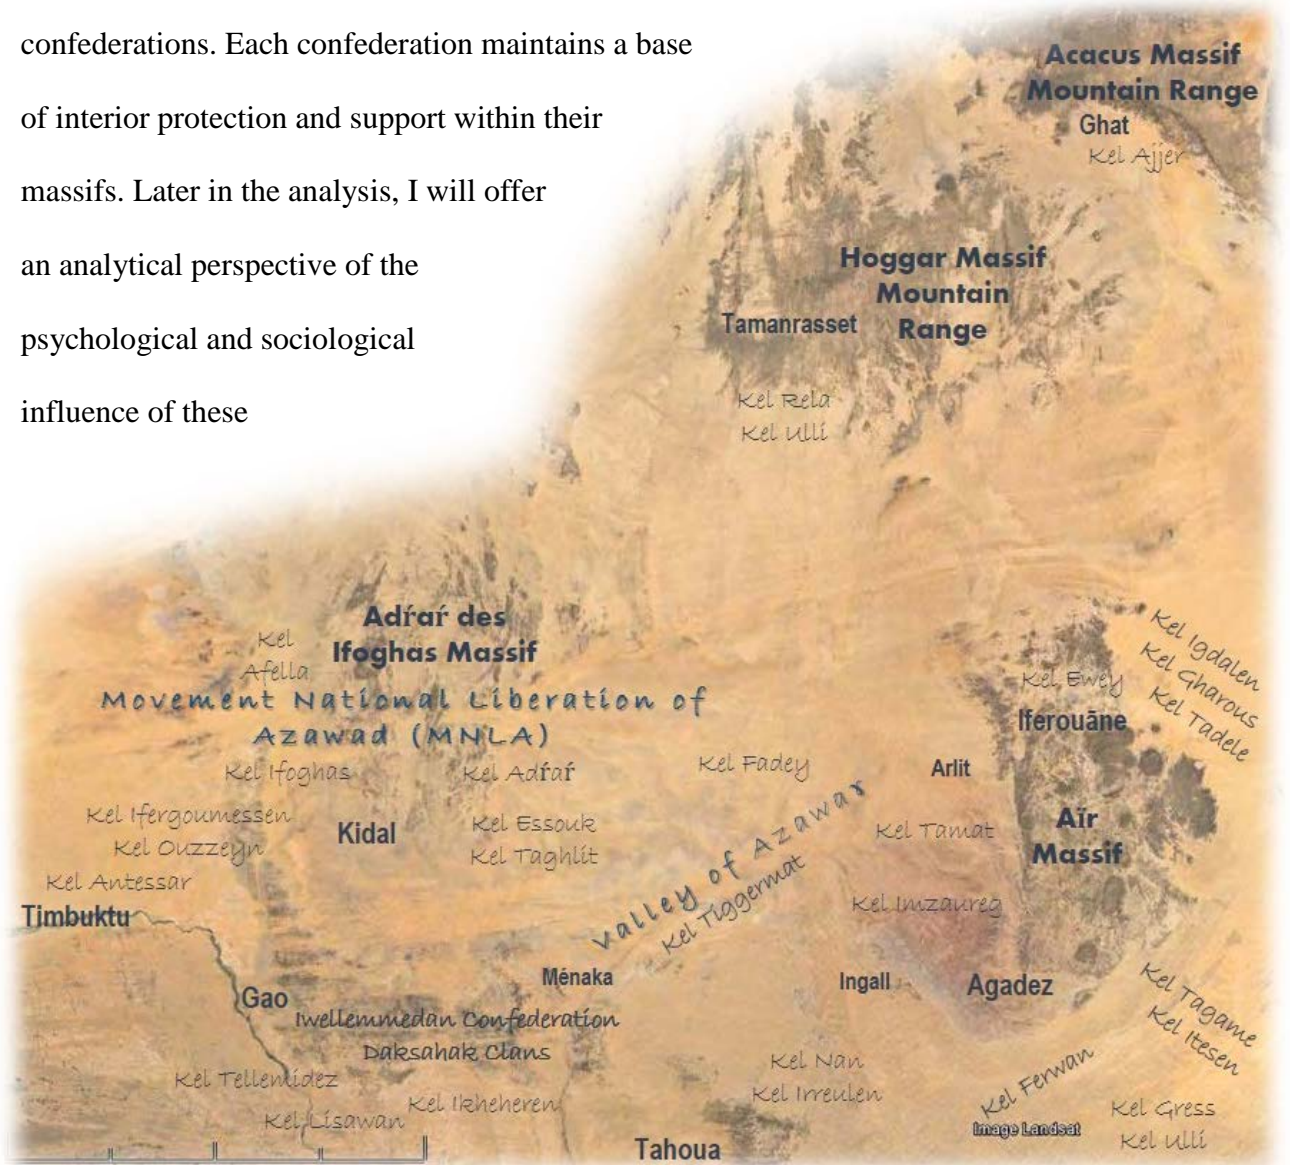 confederations. Each confederation maintains a base
of interior protection and support within their
massifs. Later in the analysis, I will offer
an analytical perspective of the
psychological and sociological
influence of these
Acacus Massif
Mountain Range
Ghat
Kel Ajjer
Hoggar Massif
Mountain
Range
Tamanrasset
Kel Rela
Kel Ulli
Adŕaŕ des
Ifoghas Massif
Kel
Afella
Movement National Liberation of
Azawad (MNLA)
Kel Ifoghas
Kel Adŕaŕ
Kel Fadey
Kel Ifergoumessen
Kel Ouzzeyn
Kidal
Kel Essouk
Kel Taghlit
Kel Antessar
Timbuktu
Valley of Azawar
Kel Tiggermat
Kel Igdalen
Kel Gharous
Kel Tadele
Kel Ewey
Iferouāne
Arlit
Kel Tamat
Aïr
Massif
Kel Imzaureg
Ménaka
Ingall
Agadez
Gao
Iwellemmedan Confederation
Daksahak Clans
Kel Tagame
Kel Itesen
Kel Tellemidez
Kel Ikheheren
Kel Lisawan
Kel Nan
Kel Irreulen
Kel Ferwan
Kel Gress
Kel Ulli
Image Landsat
Tahoua